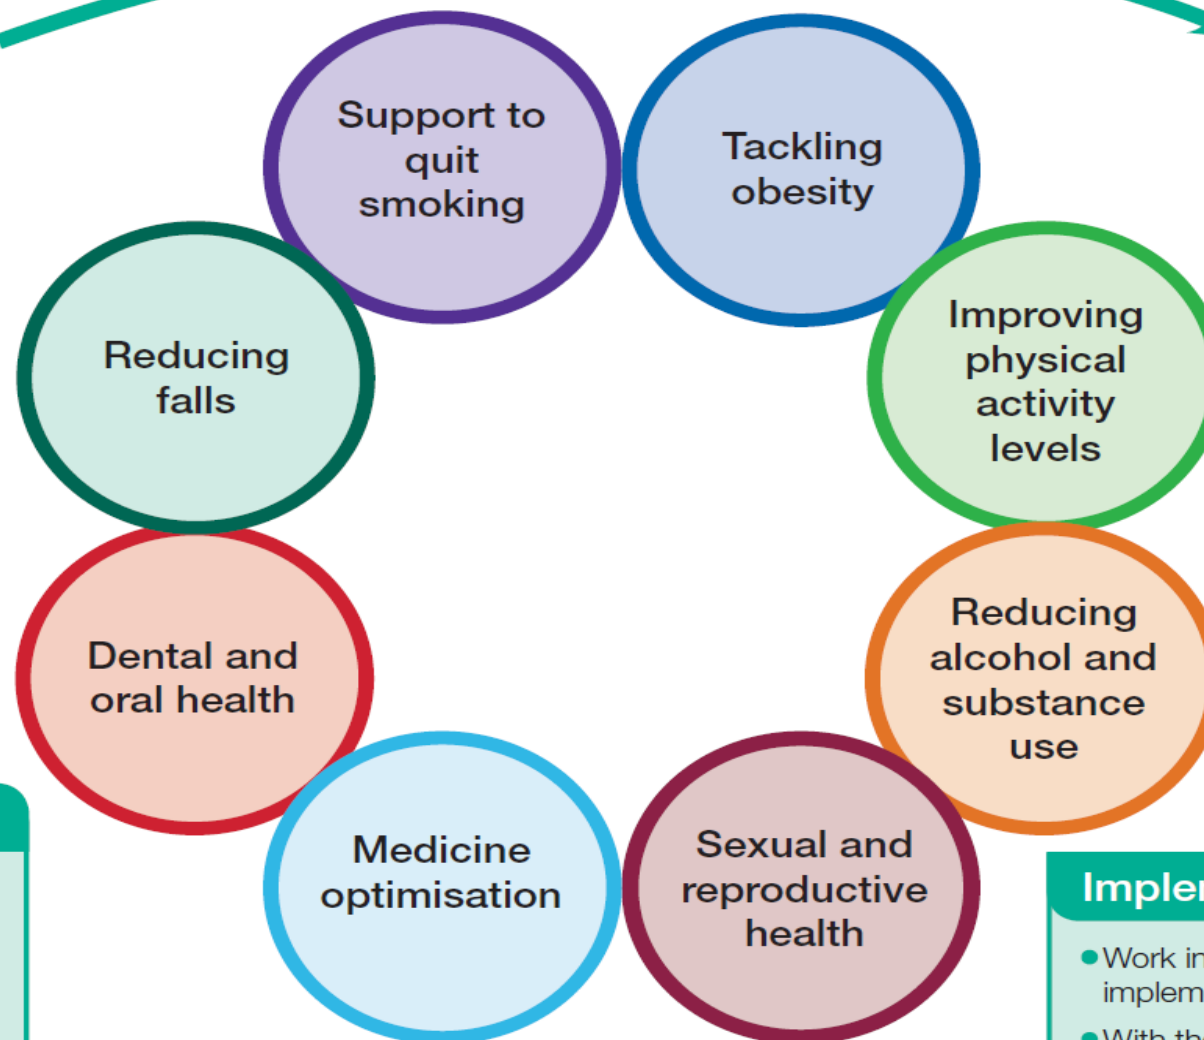 Support to
quit
smoking
Tackling
obesity
Improving
physical
activity
levels
Reducing
alcohol and
substance
use
Sexual and
reproductive
health
Medicine
optimisation
Dental and
oral health
Reducing
falls
Work